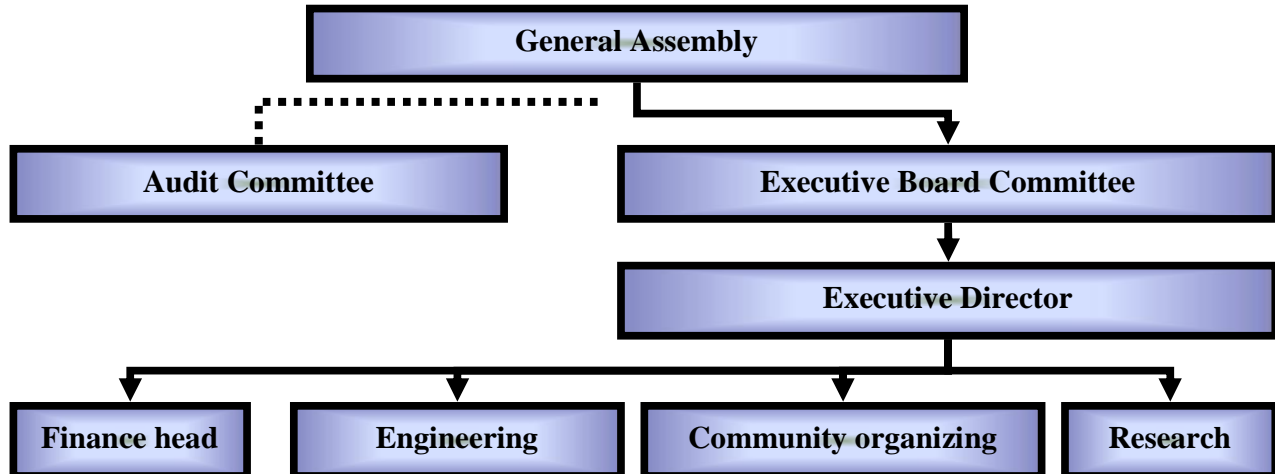 General Assembly
Audit Committee
Executive Board Committee
Executive Director
Finance head
Engineering
Community organizing
Research